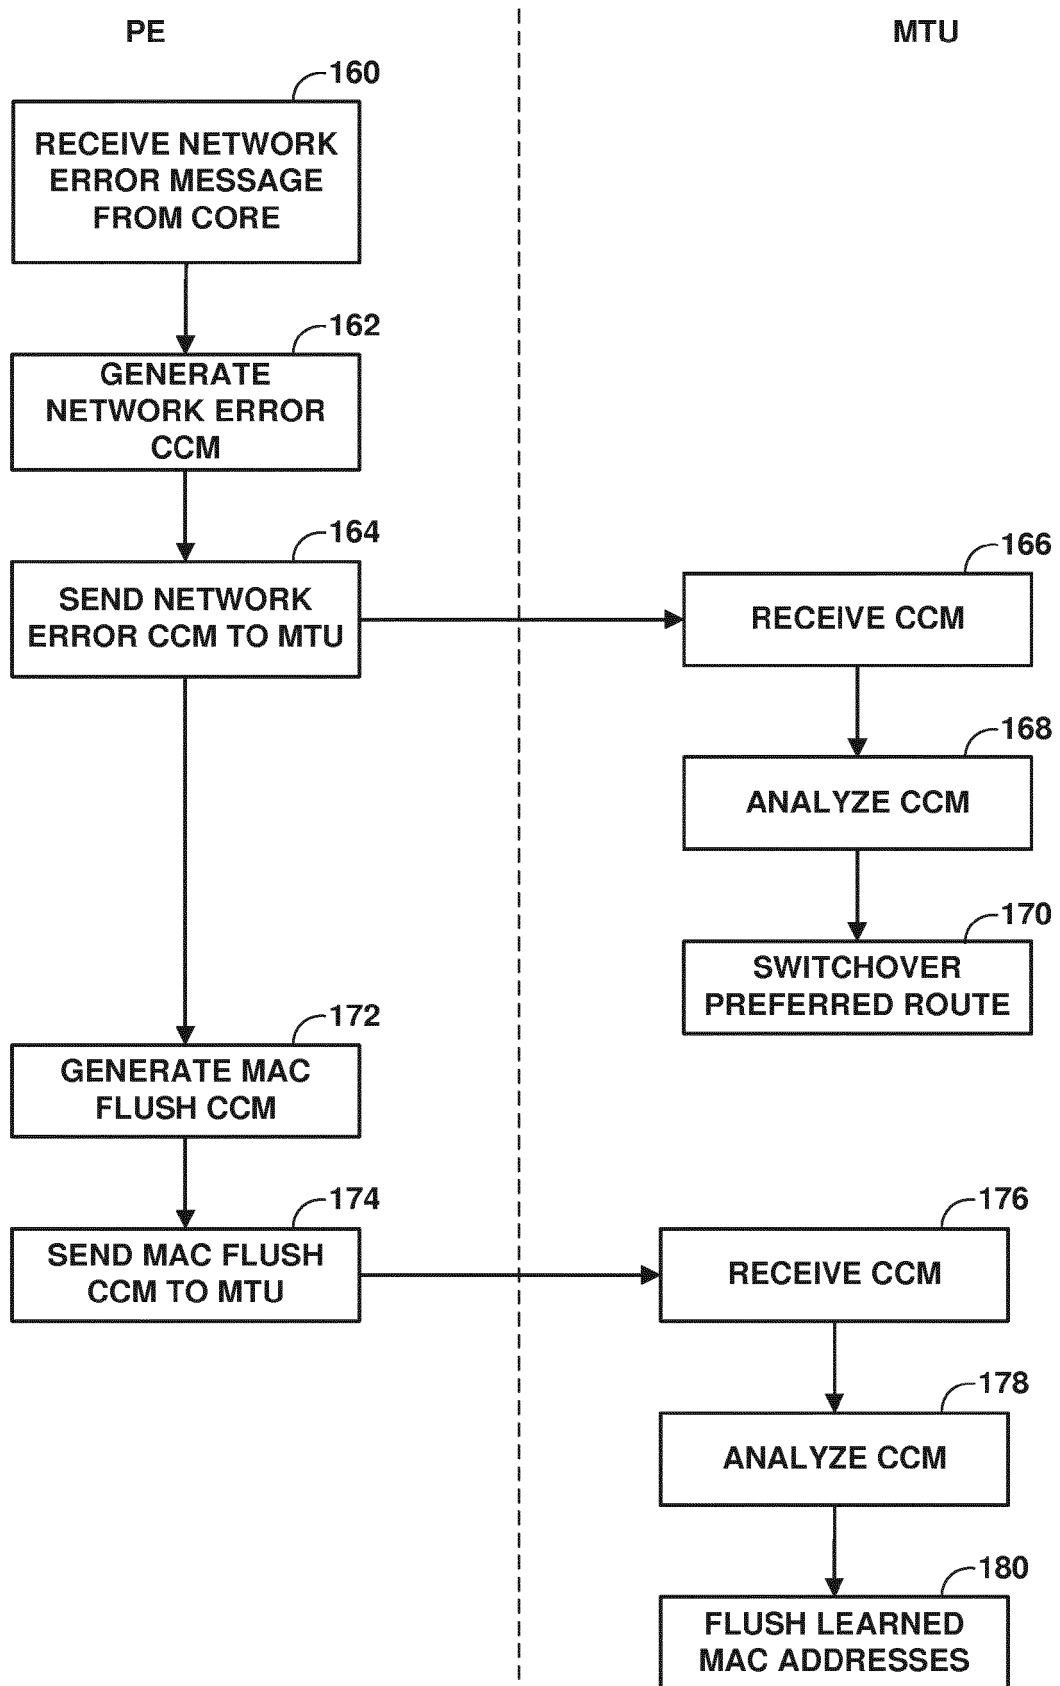 PE
MTU
160
RECEIVE NETWORK
ERROR MESSAGE
FROM CORE
162
GENERATE
NETWORK ERROR
CCM
164
SEND NETWORK
ERROR CCM TO MTU
166
RECEIVE CCM
168
ANALYZE CCM
170
SWITCHOVER
PREFERRED ROUTE
172
GENERATE MAC
FLUSH CCM
174
SEND MAC FLUSH
CCM TO MTU
176
RECEIVE CCM
178
ANALYZE CCM
180
FLUSH LEARNED
MAC ADDRESSES